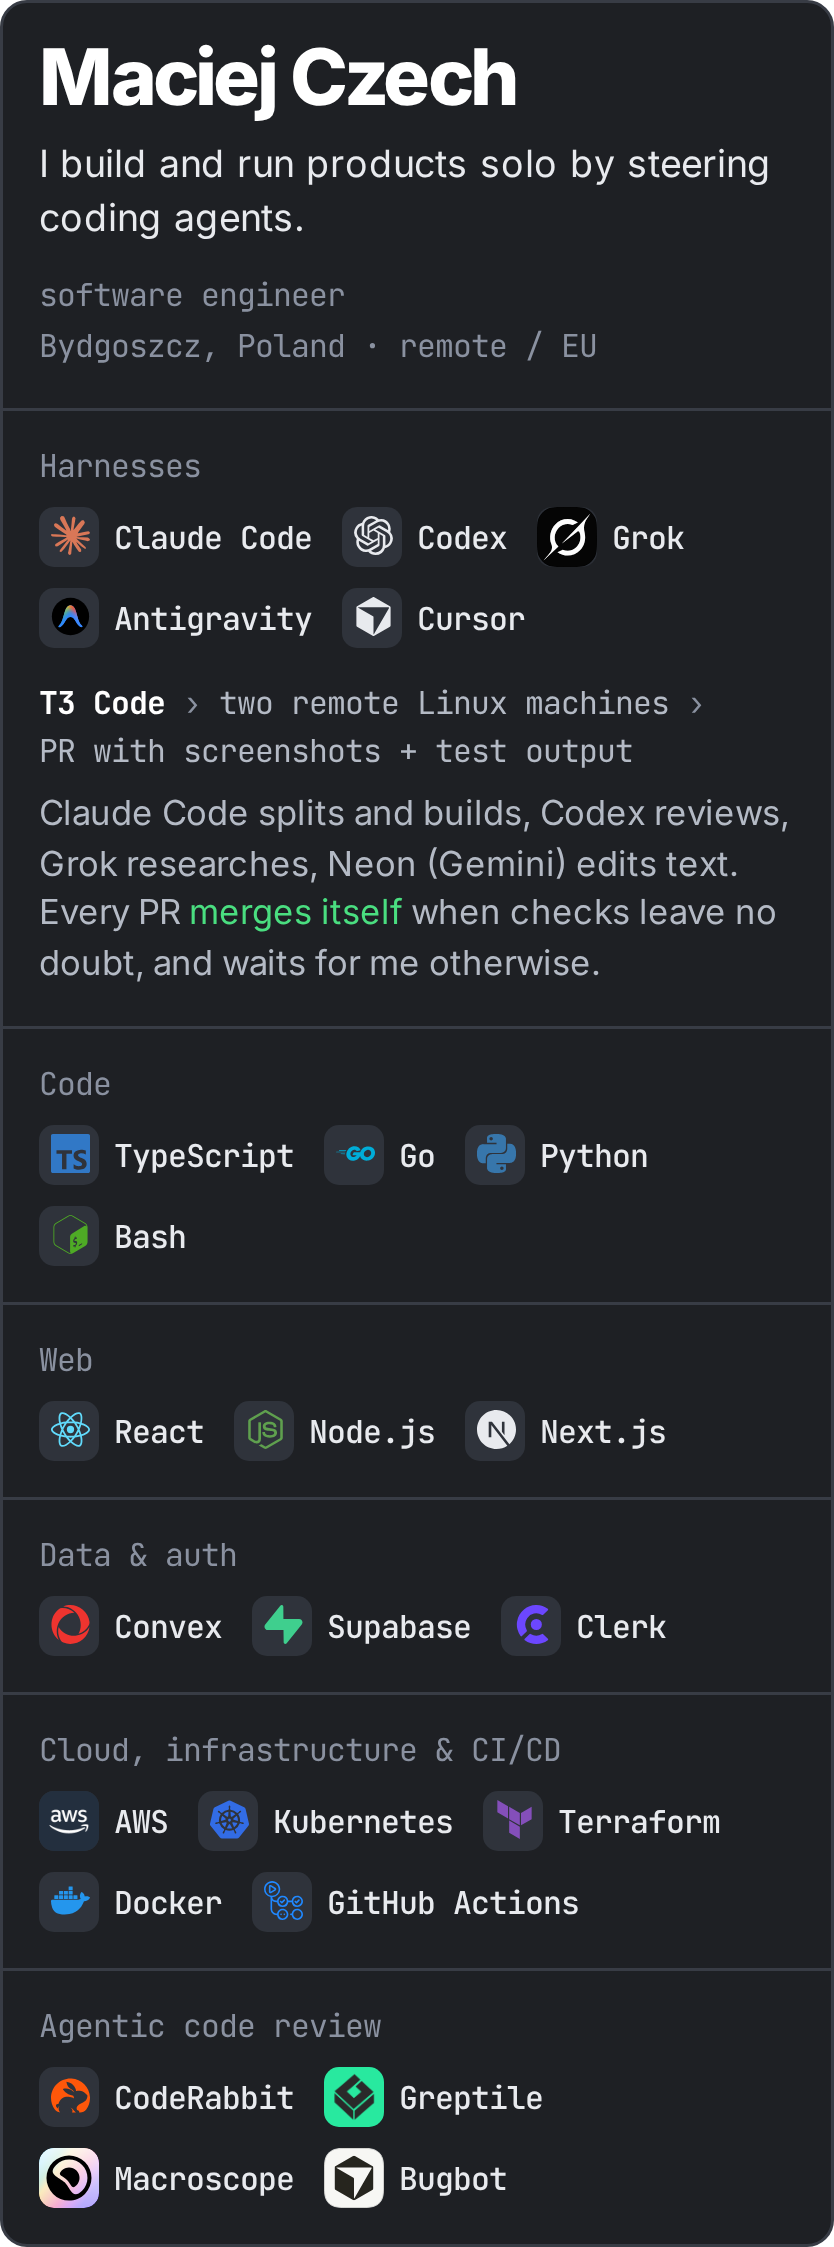 Maciej Czech
I build and run products solo by steering
coding agents.
software engineer
Bydgoszcz, Poland · remote / EU
Harnesses
Claude Code Codex Grok
Antigravity Cursor
T3 Code › two remote Linux machines ›
PR with screenshots + test output
Claude Code splits and builds, Codex reviews,
Grok researches, Neon (Gemini) edits text.
Every PR merges itself when checks leave no
doubt, and waits for me otherwise.
Code
TS TypeScript GO Go Python
$_ Bash
Web
React JS Node.js N Next.js
Data & auth
Convex Supabase Clerk
Cloud, infrastructure & CI/CD
aws AWS Kubernetes Terraform
Docker GitHub Actions
Agentic code review
CodeRabbit Greptile
Macroscope Bugbot